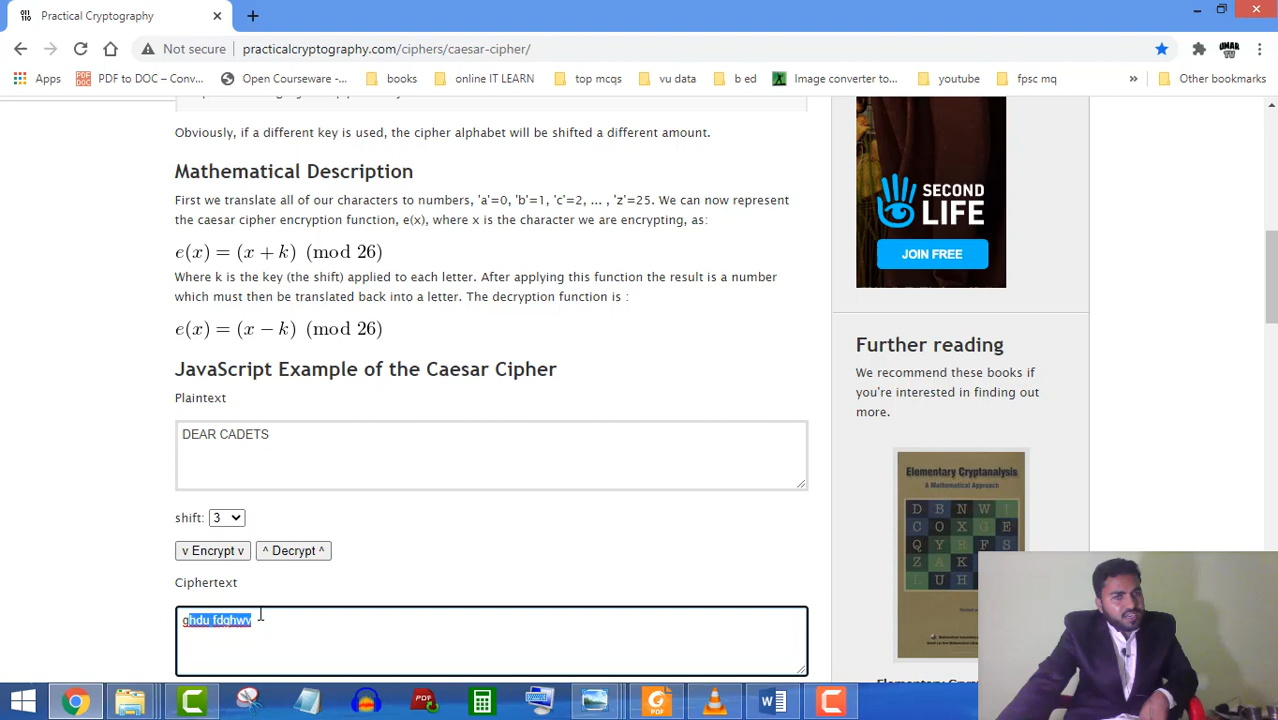 Practical Cryptography
Not secure practicalcryptography.com/ciphers/caesar-cipher/
Apps PDF to DOC – Conv... Open Courseware -... books online IT LEARN top mcqs vu data b ed Image converter to... youtube fpsc mq » Other bookmarks
Obviously, if a different key is used, the cipher alphabet will be shifted a different amount.
Mathematical Description
First we translate all of our characters to numbers, 'a'=0, 'b'=1, 'c'=2, ... , 'z'=25. We can now represent
the caesar cipher encryption function, e(x), where x is the character we are encrypting, as:
e(x) = (x + k) (mod 26)
Where k is the key (the shift) applied to each letter. After applying this function the result is a number
which must then be translated back into a letter. The decryption function is :
e(x) = (x − k) (mod 26)
JavaScript Example of the Caesar Cipher
Plaintext
DEAR CADETS
shift: 3
v Encrypt v ^ Decrypt ^
Ciphertext
ghdu fdghwv
SECOND
LIFE
JOIN FREE
Further reading
We recommend these books if
you're interested in finding out
more.
Elementary Cryptanalysis
A Mathematical Approach
D B N W I
C O X F E
Q Y R S
Z A K
L U H